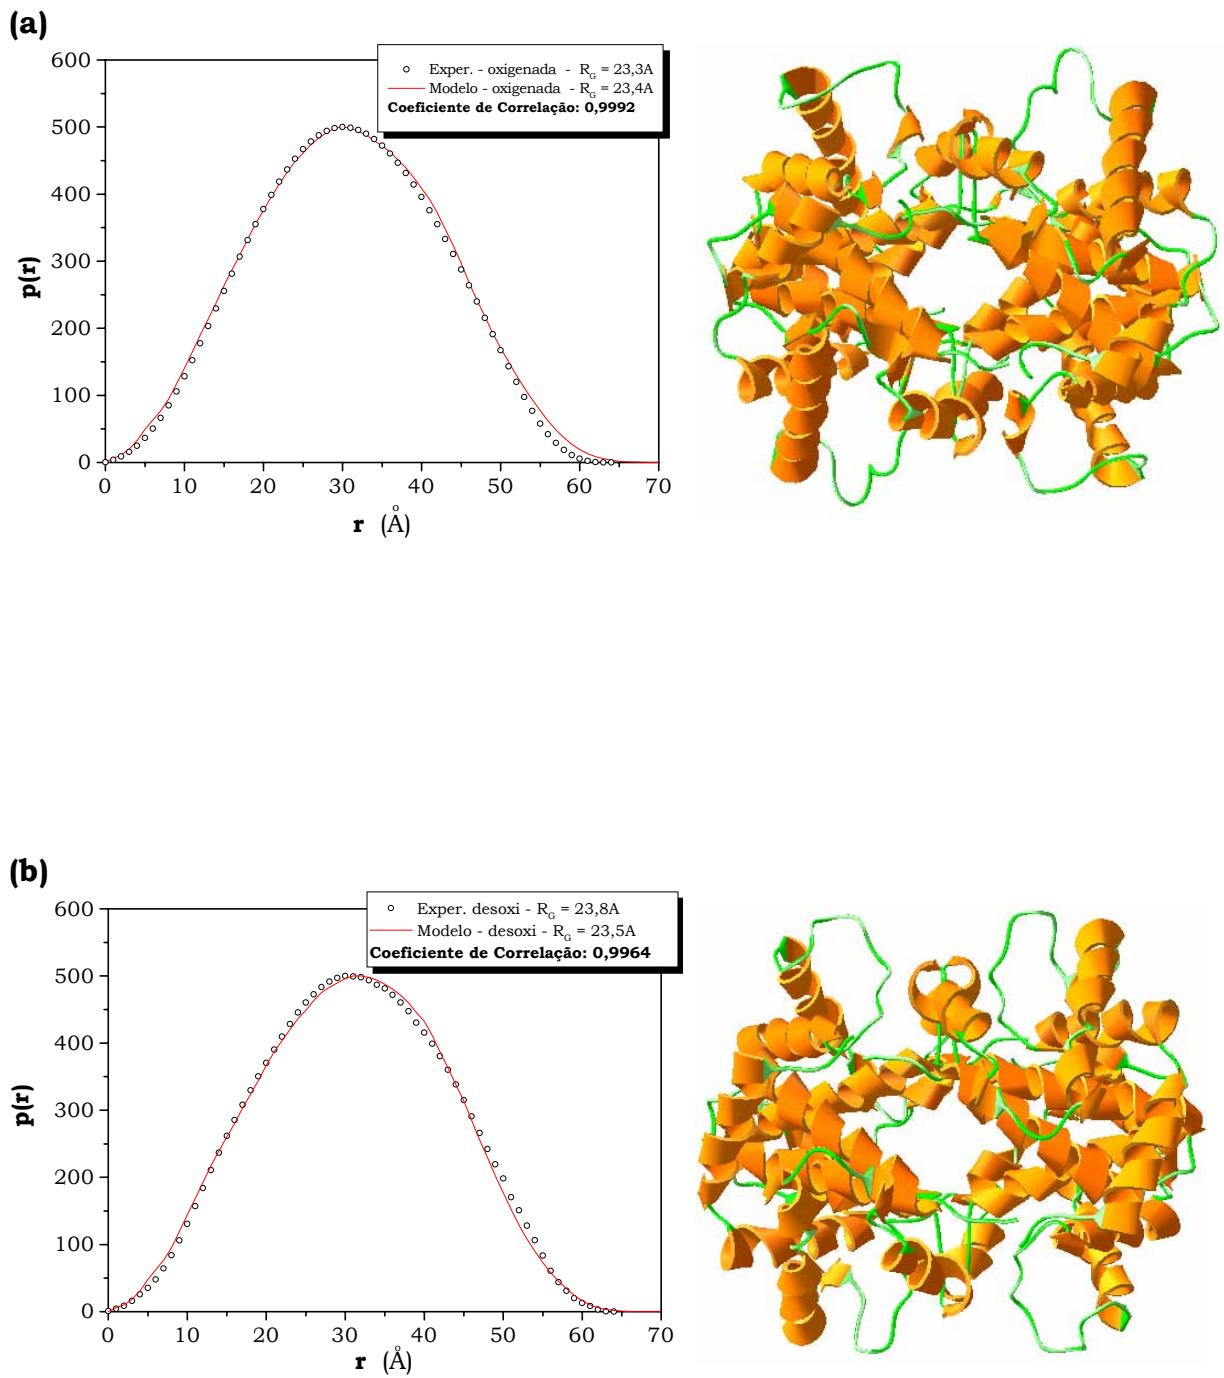 (a)
600
500
400
300
200
100
0
p(r)
Exper. - oxigenada - R_G = 23,3A
Modelo - oxigenada - R_G = 23,4A
Coeficiente de Correlação: 0,9992
0 10 20 30 40 50 60 70
r (Å)
(b)
600
500
400
300
200
100
0
p(r)
Exper. desoxi - R_G = 23,8A
Modelo - desoxi - R_G = 23,5A
Coeficiente de Correlação: 0,9964
0 10 20 30 40 50 60 70
r (Å)